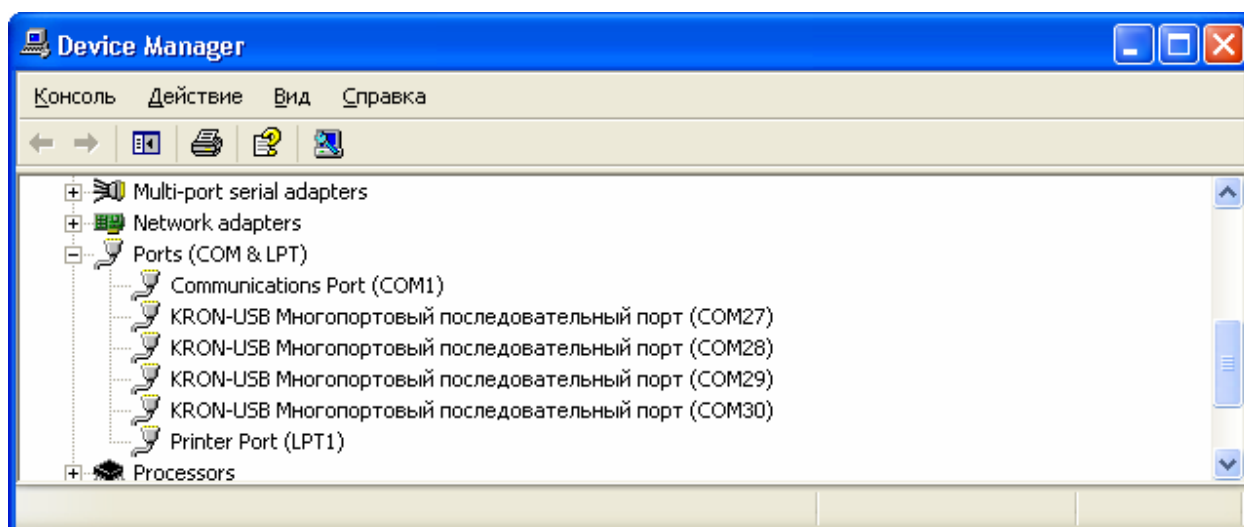 Device Manager
Консоль Действие Вид Справка
Multi-port serial adapters
Network adapters
Ports (COM & LPT)
Communications Port (COM1)
KRON-USB Многопортовый последовательный порт (COM27)
KRON-USB Многопортовый последовательный порт (COM28)
KRON-USB Многопортовый последовательный порт (COM29)
KRON-USB Многопортовый последовательный порт (COM30)
Printer Port (LPT1)
Processors